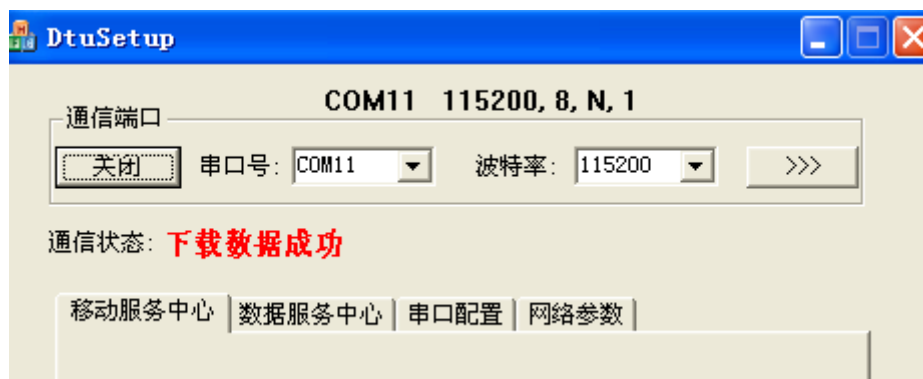 DtuSetup
COM11 115200, 8, N, 1
通信端口
关闭 串口号: COM11 波特率: 115200 >>>
通信状态: 下载数据成功
移动服务中心 数据服务中心 串口配置 网络参数